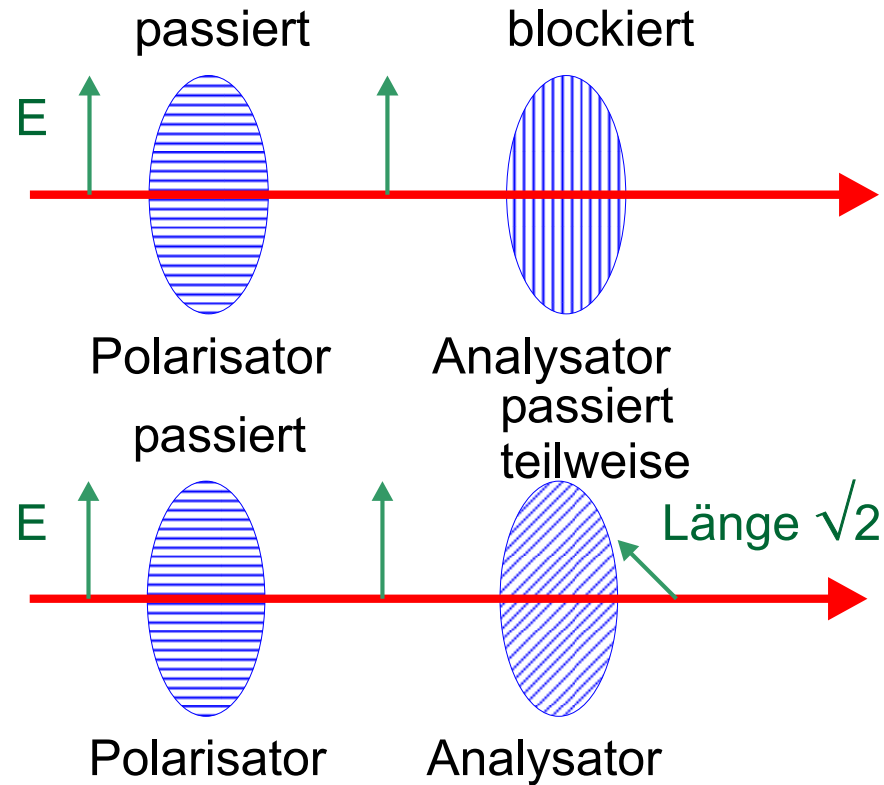 passiert blockiert
E
Polarisator Analysator
passiert passiert
teilweise
E Länge √2
Polarisator Analysator